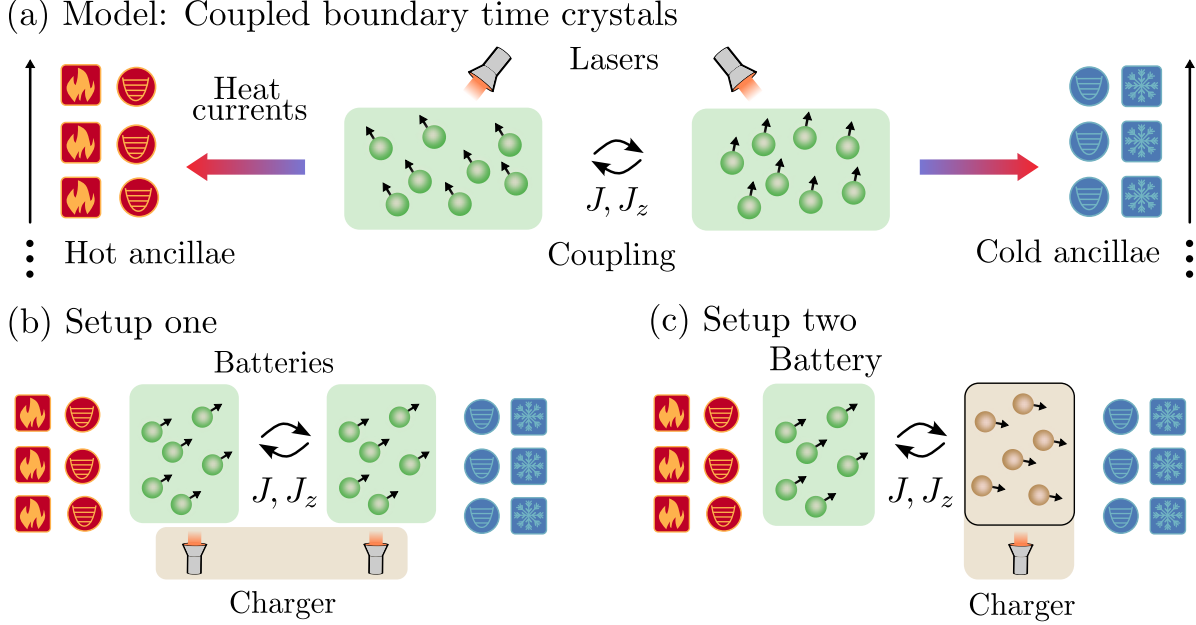 (a) Model: Coupled boundary time crystals
Lasers
Heat
currents
J, J_z
Hot ancillae
Coupling
Cold ancillae
(b) Setup one
(c) Setup two
Batteries
Battery
J, J_z
J, J_z
Charger
Charger